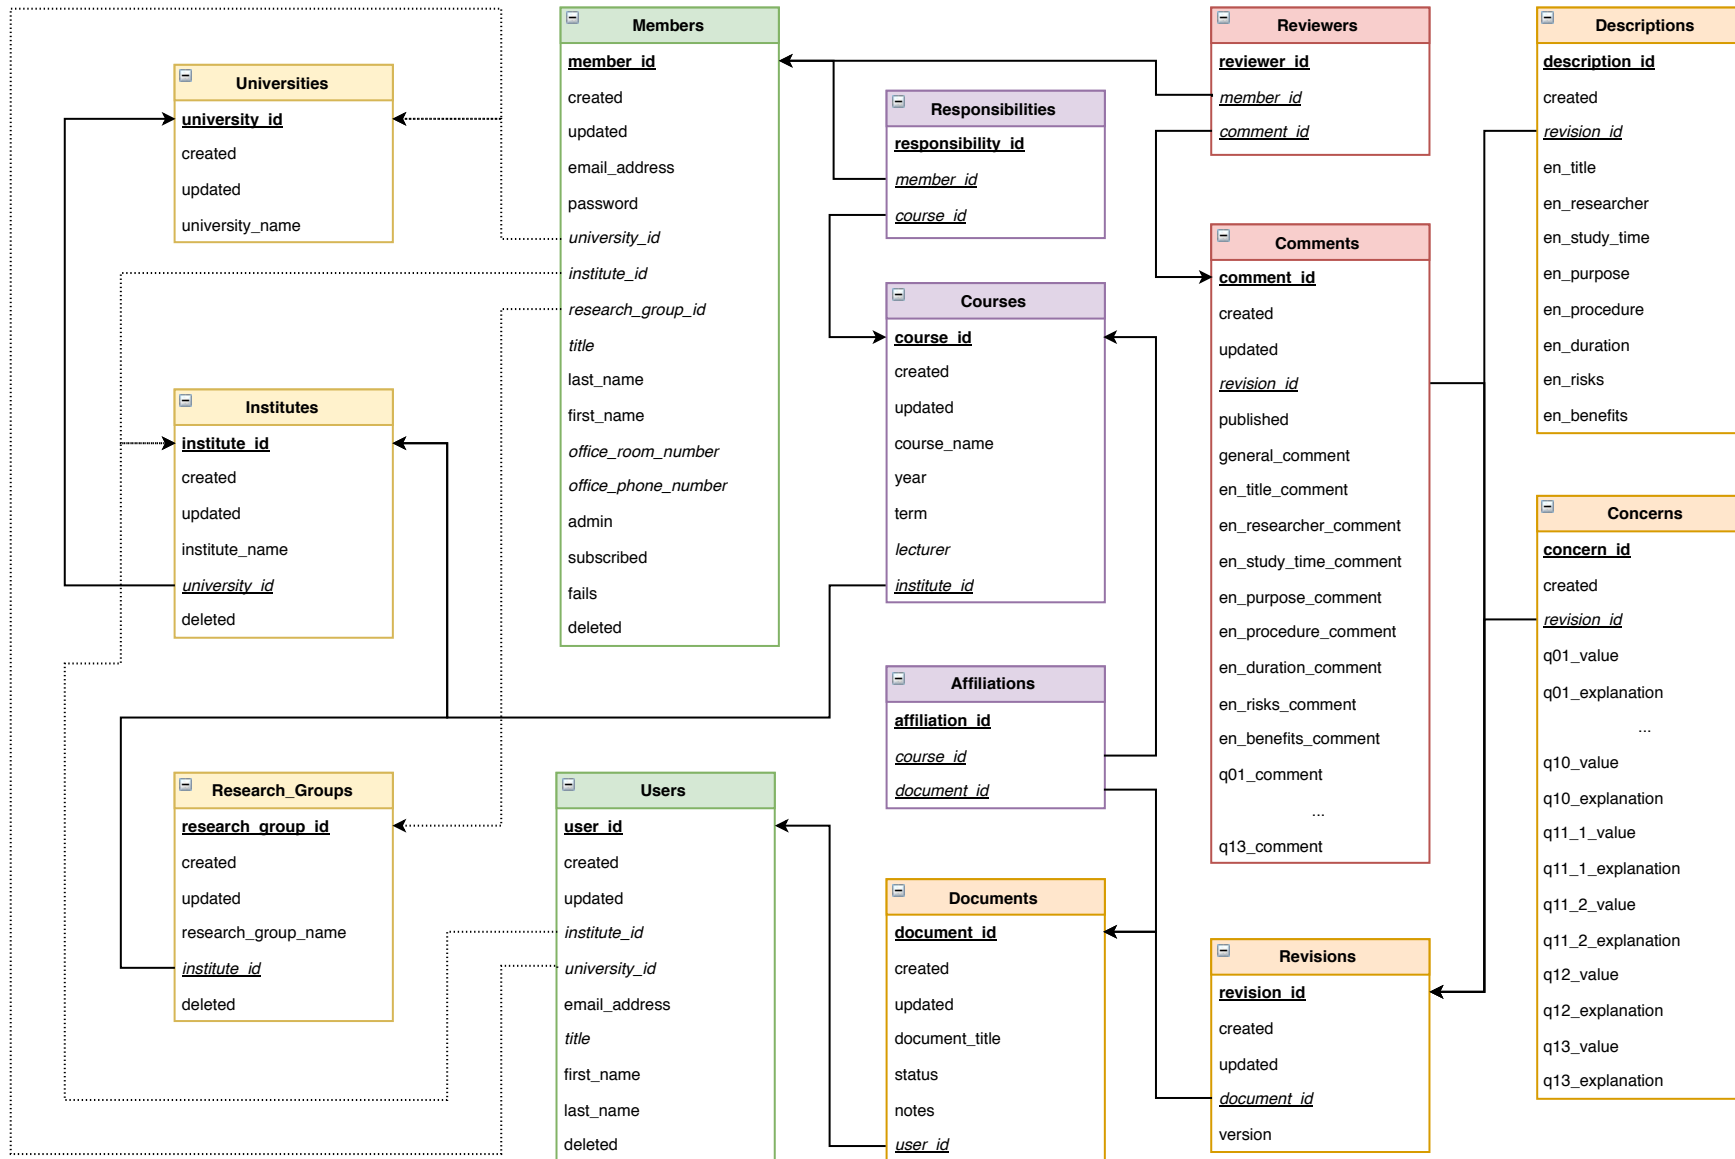 Universities
university_id
created
updated
university_name
Institutes
institute_id
created
updated
institute_name
university_id
deleted
Research_Groups
research_group_id
created
updated
research_group_name
institute_id
deleted
Members
member_id
created
updated
email_address
password
university_id
institute_id
research_group_id
title
last_name
first_name
office_room_number
office_phone_number
admin
subscribed
fails
deleted
Users
user_id
created
updated
institute_id
university_id
email_address
title
first_name
last_name
deleted
Responsibilities
responsibility_id
member_id
course_id
Courses
course_id
created
updated
course_name
year
term
lecturer
institute_id
Affiliations
affiliation_id
course_id
document_id
Documents
document_id
created
updated
document_title
status
notes
user_id
Reviewers
reviewer_id
member_id
comment_id
Comments
comment_id
created
updated
revision_id
published
general_comment
en_title_comment
en_researcher_comment
en_study_time_comment
en_purpose_comment
en_procedure_comment
en_duration_comment
en_risks_comment
en_benefits_comment
q01_comment
...
q13_comment
Revisions
revision_id
created
updated
document_id
version
Descriptions
description_id
created
revision_id
en_title
en_researcher
en_study_time
en_purpose
en_procedure
en_duration
en_risks
en_benefits
Concerns
concern_id
created
revision_id
q01_value
q01_explanation
...
q10_value
q10_explanation
q11_1_value
q11_1_explanation
q11_2_value
q11_2_explanation
q12_value
q12_explanation
q13_value
q13_explanation